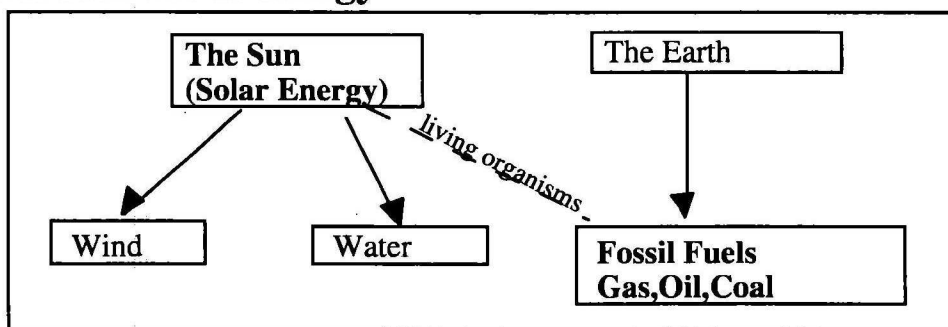 The Sun
(Solar Energy)
The Earth
living organisms
Wind
Water
Fossil Fuels
Gas,Oil,Coal